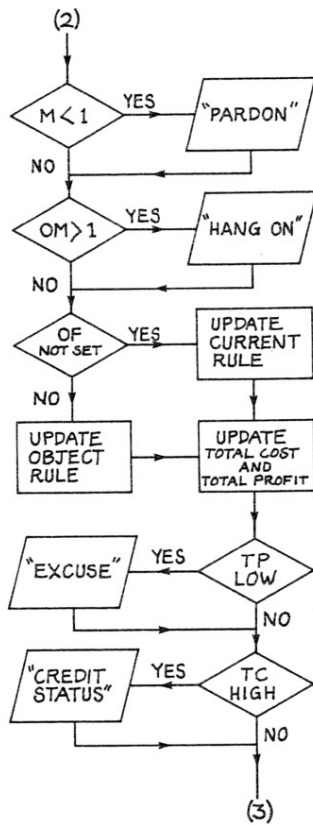 (2)
M<1
YES
"PARDON"
NO
OM>1
YES
"HANG ON"
NO
OF
NOT SET
YES
UPDATE
CURRENT
RULE
NO
UPDATE
OBJECT
RULE
UPDATE
TOTAL COST
AND
TOTAL PROFIT
TP
LOW
YES
"EXCUSE"
NO
TC
HIGH
YES
"CREDIT
STATUS"
NO
(3)